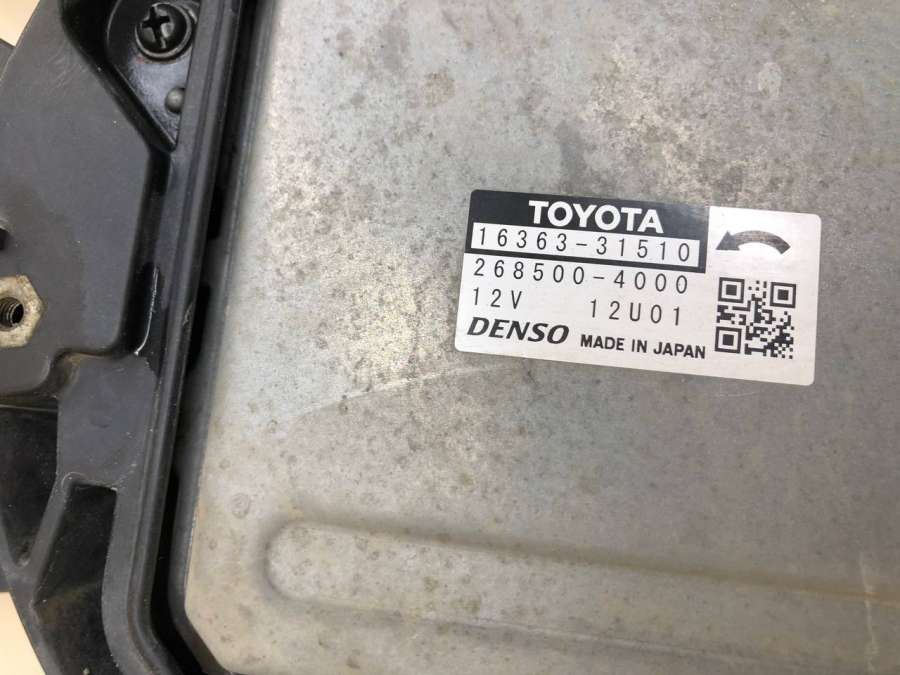 TOYOTA
16363-31510
268500-4000
12V 12U01
DENSO MADE IN JAPAN